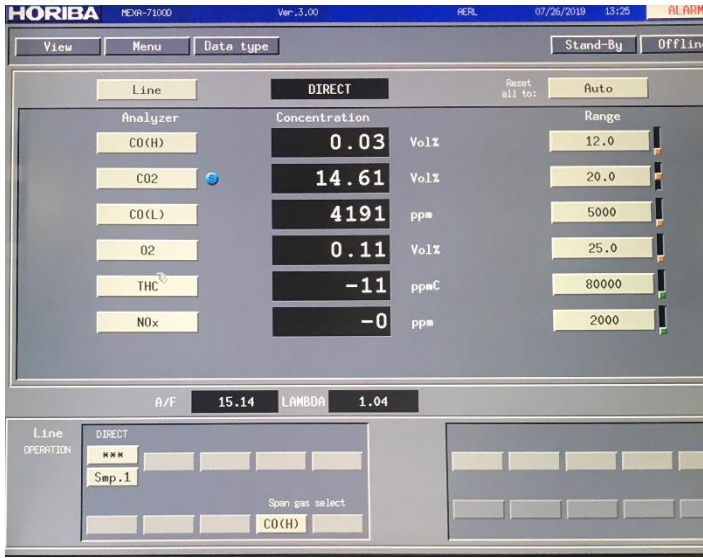 HORIBA MEXA-7100D Ver.3.00 AERL 07/26/2019 13:25 ALARM
View Menu Data type Stand-By Offlin
Line DIRECT Reset all to: Auto
Analyzer Concentration Range
CO(H) 0.03 Vol% 12.0
CO2 S 14.61 Vol% 20.0
CO(L) 4191 ppm 5000
O2 0.11 Vol% 25.0
THC -11 ppmC 80000
NOx -0 ppm 2000
A/F 15.14 LAMBDA 1.04
Line DIRECT
OPERATION ***
Smp.1
Span gas select
CO(H)